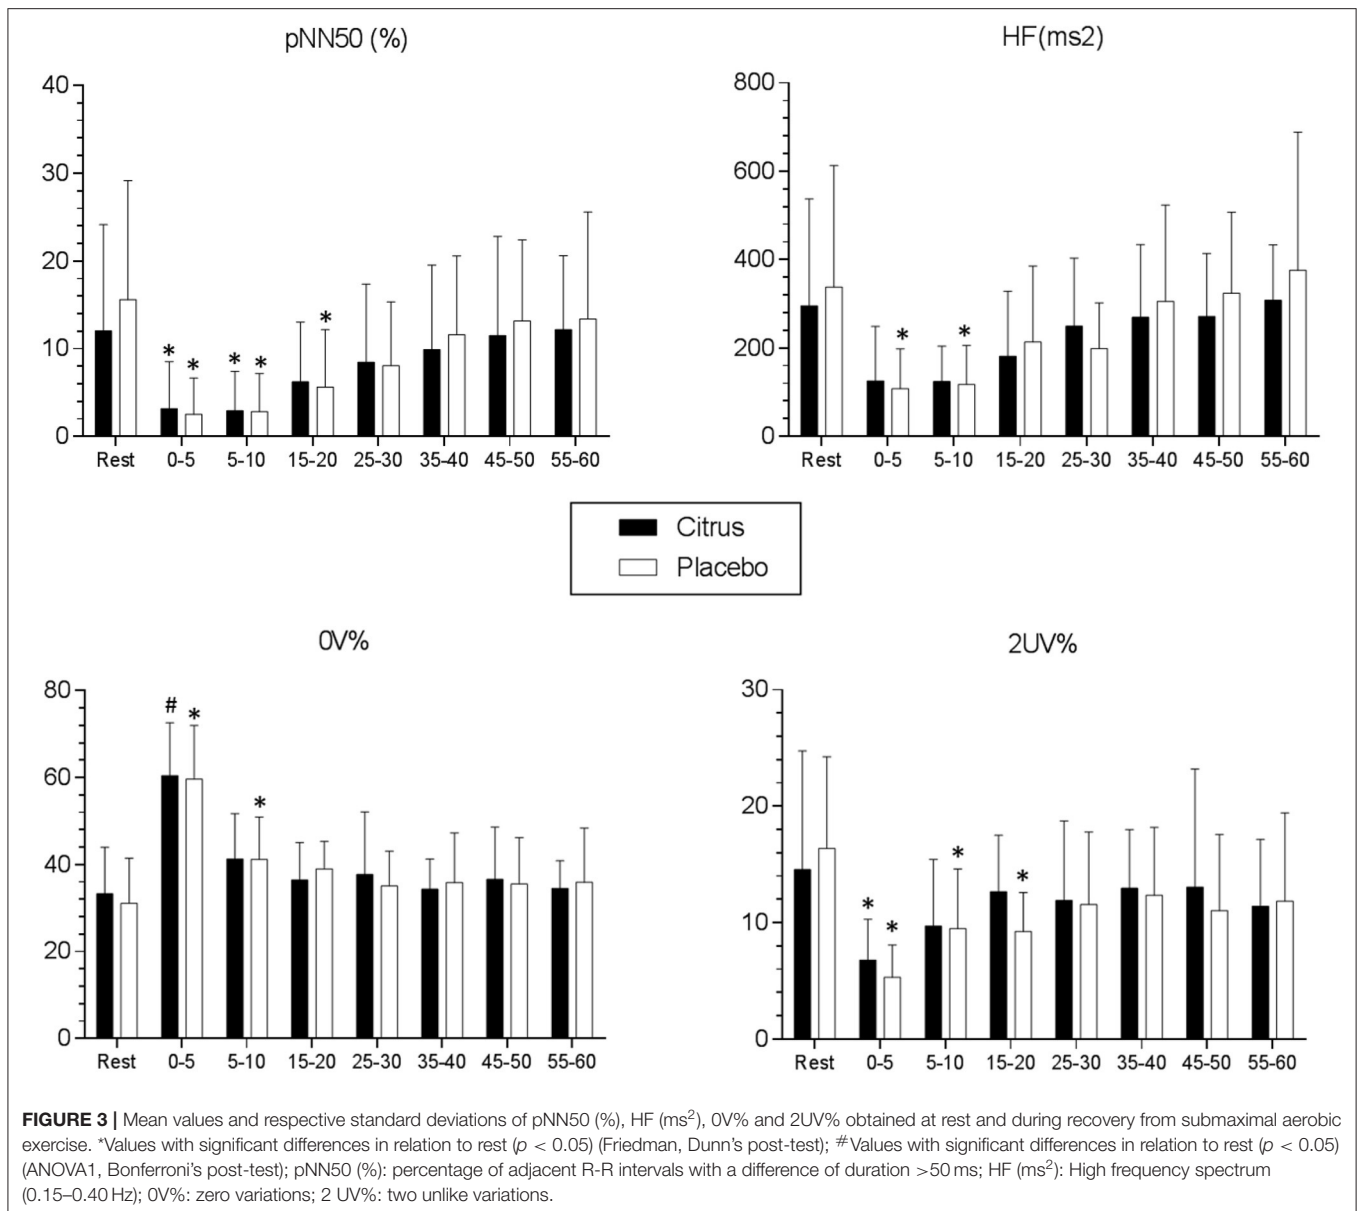 pNN50 (%)
40
30
20
10
0
* * * * *
Rest 0-5 5-10 15-20 25-30 35-40 45-50 55-60
HF(ms2)
800
600
400
200
0
* *
Rest 0-5 5-10 15-20 25-30 35-40 45-50 55-60
Citrus
Placebo
0V%
80
60
40
20
0
# * *
Rest 0-5 5-10 15-20 25-30 35-40 45-50 55-60
2UV%
30
20
10
0
* * * *
Rest 0-5 5-10 15-20 25-30 35-40 45-50 55-60
FIGURE 3 | Mean values and respective standard deviations of pNN50 (%), HF (ms²), 0V% and 2UV% obtained at rest and during recovery from submaximal aerobic
exercise. *Values with significant differences in relation to rest (p < 0.05) (Friedman, Dunn's post-test); #Values with significant differences in relation to rest (p < 0.05)
(ANOVA1, Bonferroni's post-test); pNN50 (%): percentage of adjacent R-R intervals with a difference of duration >50 ms; HF (ms²): High frequency spectrum
(0.15–0.40 Hz); 0V%: zero variations; 2 UV%: two unlike variations.